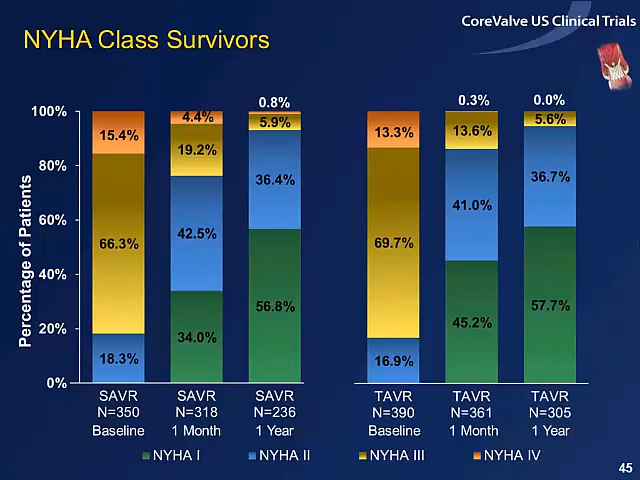 CoreValve US Clinical Trials
NYHA Class Survivors
Percentage of Patients
100%
80%
60%
40%
20%
0%
15.4%
66.3%
18.3%
4.4%
19.2%
42.5%
34.0%
0.8%
5.9%
36.4%
56.8%
13.3%
69.7%
16.9%
0.3%
13.6%
41.0%
45.2%
0.0%
5.6%
36.7%
57.7%
SAVR
N=350
Baseline
SAVR
N=318
1 Month
SAVR
N=236
1 Year
TAVR
N=390
Baseline
TAVR
N=361
1 Month
TAVR
N=305
1 Year
NYHA I
NYHA II
NYHA III
NYHA IV
45